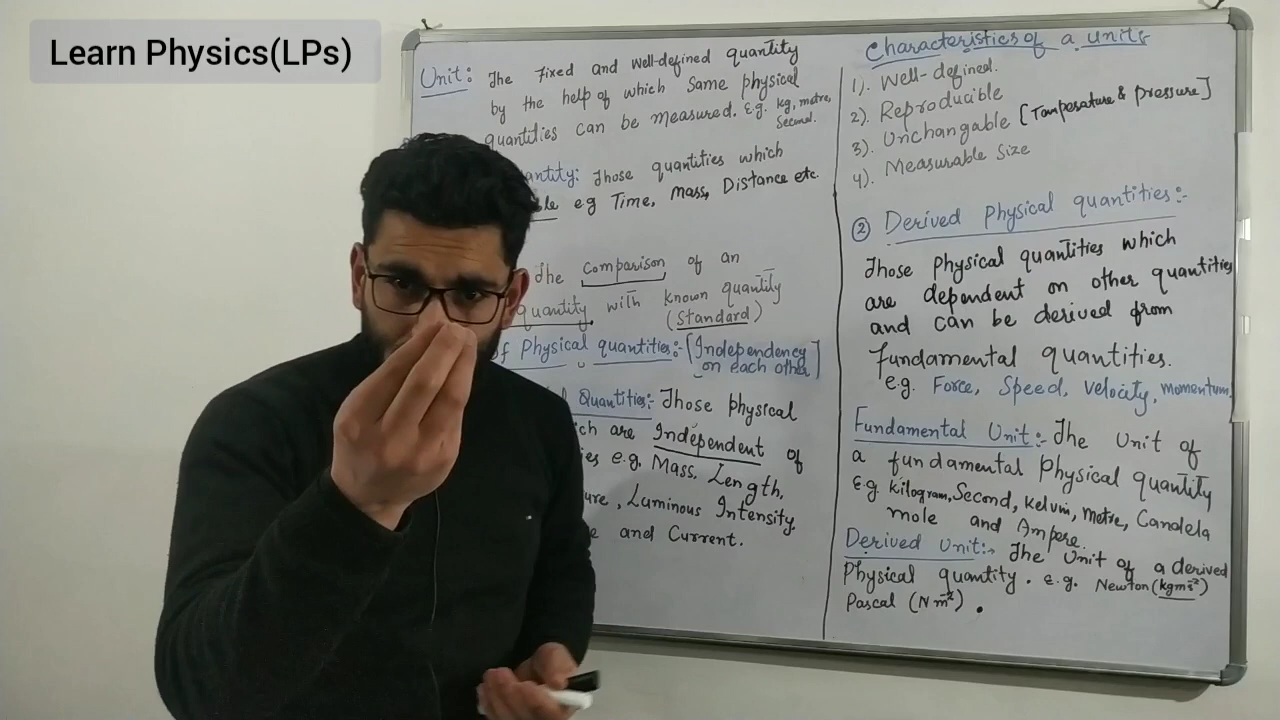 Learn Physics(LPs)
Unit: The Fixed and well-defined quantity
by the help of which Same physical
quantities can be measured. E.g. kg, metre,
Second.
antity: Those quantities which
le e.g Time, Mass, Distance etc.
The Comparison of an
quantity with known quantity
(Standard)
of Physical quantities:- [Independency
on each other]
Quantities:- Those Physical
ch are Independent of
ies e.g. Mass, Length,
ure, Luminous Intensity
e and Current.
Characteristics of a units
1). Well-defined.
2). Reproducible
3). Unchangable [Tamperature & pressure]
4). Measurable Size
② Derived Physical quantities:-
Those Physical quantities which
are dependent on other quantities
and can be derived from
fundamental quantities.
e.g. Force, Speed, Velocity, momentum,
Fundamental Unit:- The Unit of
a fundamental Physical quantity
E.g. Kilogram, Second, Kelvin, Metre, Candela
mole and Ampere.
Derived Unit:- The Unit of a derived
Physical quantity. e.g. Newton (kgms⁻²)
Pascal (Nm⁻²).